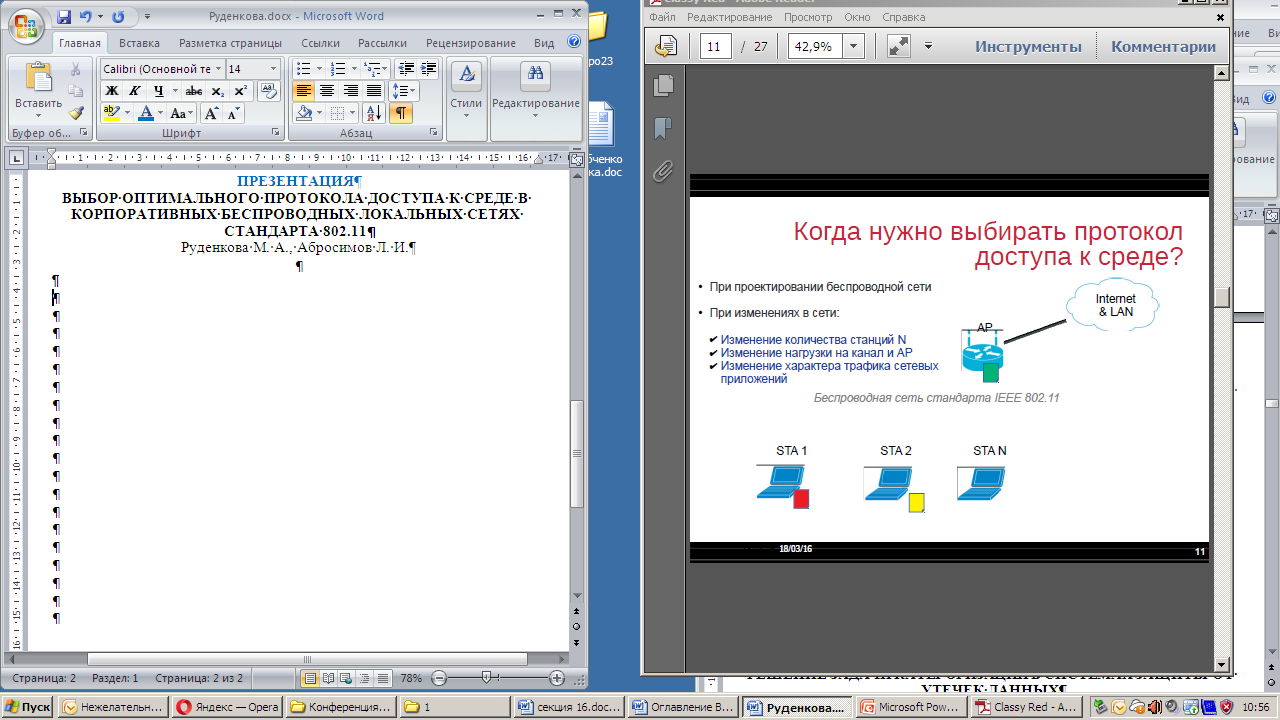 Руденкова.docx - Microsoft Word
Главная Вставка Разметка страницы Ссылки Рассылки Рецензирование Вид
Calibri (Основной те 14
Вставить
Ж К Ч abc x₂ x²
Стили
Редактирование
Буфер об... Шрифт Абзац
ПРЕЗЕНТАЦИЯ¶
ВЫБОР·ОПТИМАЛЬНОГО·ПРОТОКОЛА·ДОСТУПА·К·СРЕДЕ·В·
КОРПОРАТИВНЫХ·БЕСПРОВОДНЫХ·ЛОКАЛЬНЫХ·СЕТЯХ·
СТАНДАРТА·802.11¶
Руденкова·М.·А.,·Абросимов·Л.·И.¶
Страница: 2 Раздел: 1 Страница: 2 из 2 78%
Файл Редактирование Просмотр Окно Справка
11 / 27 42,9% Инструменты Комментарии
Когда нужно выбирать протокол
доступа к среде?
• При проектировании беспроводной сети
• При изменениях в сети:
✔ Изменение количества станций N
✔ Изменение нагрузки на канал и AP
✔ Изменение характера трафика сетевых
приложений
Internet
& LAN
AP
Беспроводная сеть стандарта IEEE 802.11
STA 1 STA 2 STA N
18/03/16 11
Пуск Нежелатель... Яндекс — Ope... Конференция... 1 секция 16.doc... Оглавление В... Руденкова.... Microsoft Pow... Classy Red - A... 10:56